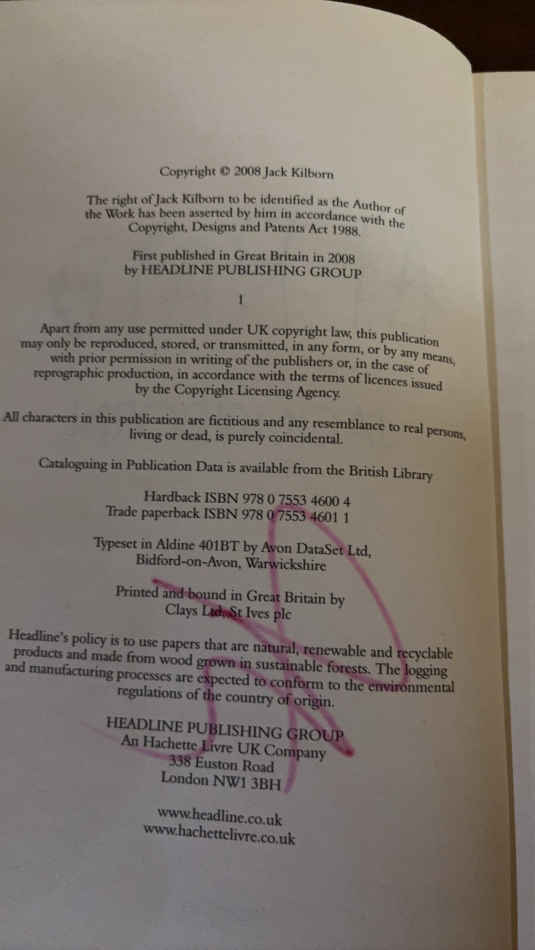 Copyright © 2008 Jack Kilborn
The right of Jack Kilborn to be identified as the Author of
the Work has been asserted by him in accordance with the
Copyright, Designs and Patents Act 1988.
First published in Great Britain in 2008
by HEADLINE PUBLISHING GROUP
1
Apart from any use permitted under UK copyright law, this publication
may only be reproduced, stored, or transmitted, in any form, or by any means,
with prior permission in writing of the publishers or, in the case of
reprographic production, in accordance with the terms of licences issued
by the Copyright Licensing Agency.
All characters in this publication are fictitious and any resemblance to real persons,
living or dead, is purely coincidental.
Cataloguing in Publication Data is available from the British Library
Hardback ISBN 978 0 7553 4600 4
Trade paperback ISBN 978 0 7553 4601 1
Typeset in Aldine 401BT by Avon DataSet Ltd,
Bidford-on-Avon, Warwickshire
Printed and bound in Great Britain by
Clays Ltd, St Ives plc
Headline's policy is to use papers that are natural, renewable and recyclable
products and made from wood grown in sustainable forests. The logging
and manufacturing processes are expected to conform to the environmental
regulations of the country of origin.
HEADLINE PUBLISHING GROUP
An Hachette Livre UK Company
338 Euston Road
London NW1 3BH
www.headline.co.uk
www.hachettelivre.co.uk